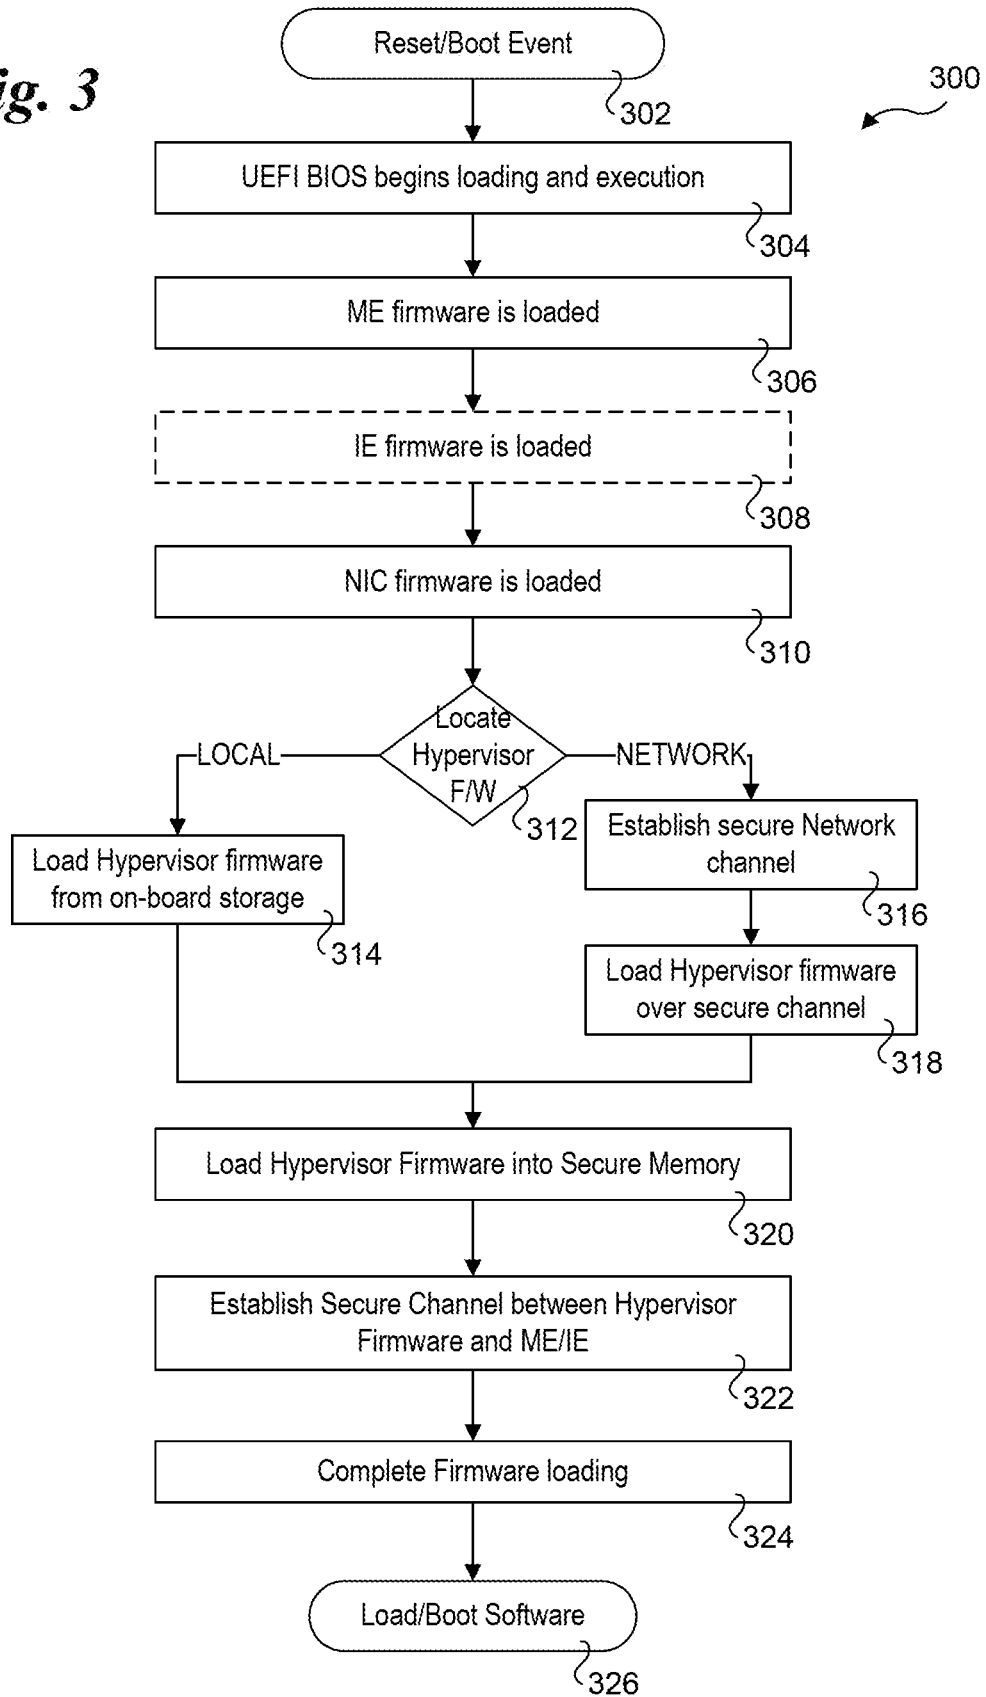 ig. 3
300
Reset/Boot Event
302
UEFI BIOS begins loading and execution
304
ME firmware is loaded
306
IE firmware is loaded
308
NIC firmware is loaded
310
Locate
Hypervisor
F/W
312
LOCAL
NETWORK
Load Hypervisor firmware
from on-board storage
314
Establish secure Network
channel
316
Load Hypervisor firmware
over secure channel
318
Load Hypervisor Firmware into Secure Memory
320
Establish Secure Channel between Hypervisor
Firmware and ME/IE
322
Complete Firmware loading
324
Load/Boot Software
326